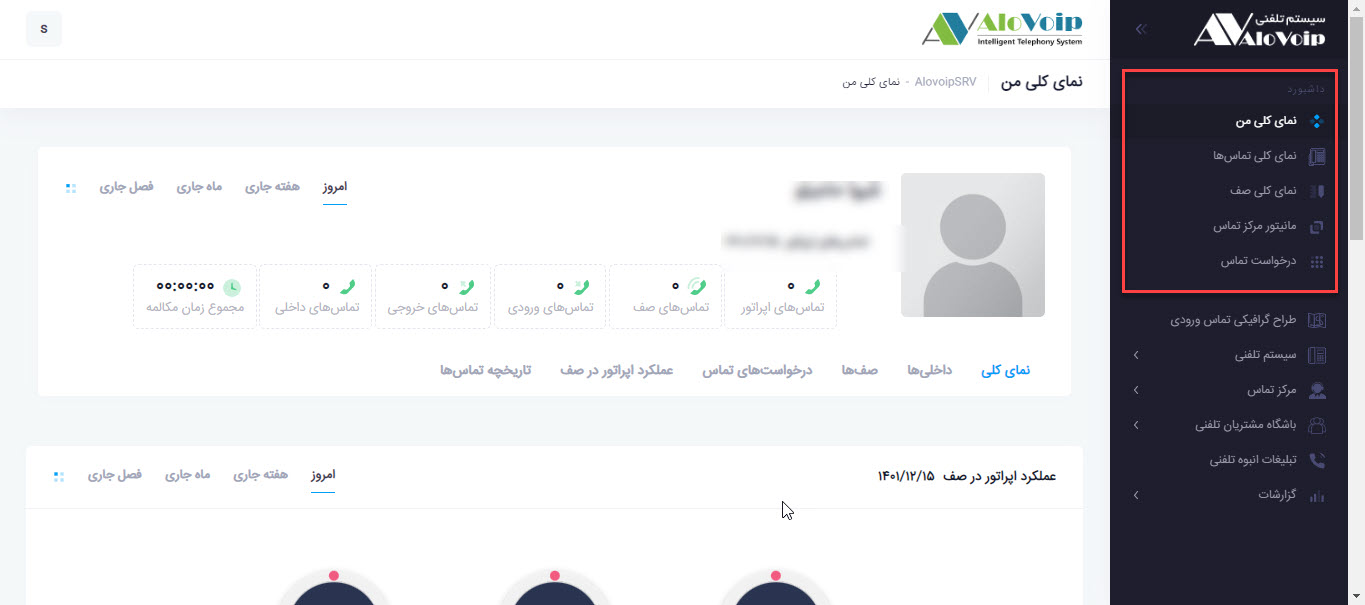 سیستم تلفنی
AloVoip
داشبورد
نمای کلی من
نمای کلی تماس‌ها
نمای کلی صف
مانیتور مرکز تماس
درخواست تماس
طراح گرافیکی تماس ورودی
سیستم تلفنی
مرکز تماس
باشگاه مشتریان تلفنی
تبلیغات انبوه تلفنی
گزارشات
AloVoip
Intelligent Telephony System
S
نمای کلی من
AlovoipSRV - نمای کلی من
امروز هفته جاری ماه جاری فصل جاری
۰ ۰ ۰ ۰ ۰ ۰۰:۰۰:۰۰
تماس‌های اپراتور تماس‌های صف تماس‌های ورودی تماس‌های خروجی تماس‌های داخلی مجموع زمان مکالمه
نمای کلی داخلی‌ها صف‌ها درخواست‌های تماس عملکرد اپراتور در صف تاریخچه تماس‌ها
عملکرد اپراتور در صف ۱۴۰۱/۱۲/۱۵
امروز هفته جاری ماه جاری فصل جاری